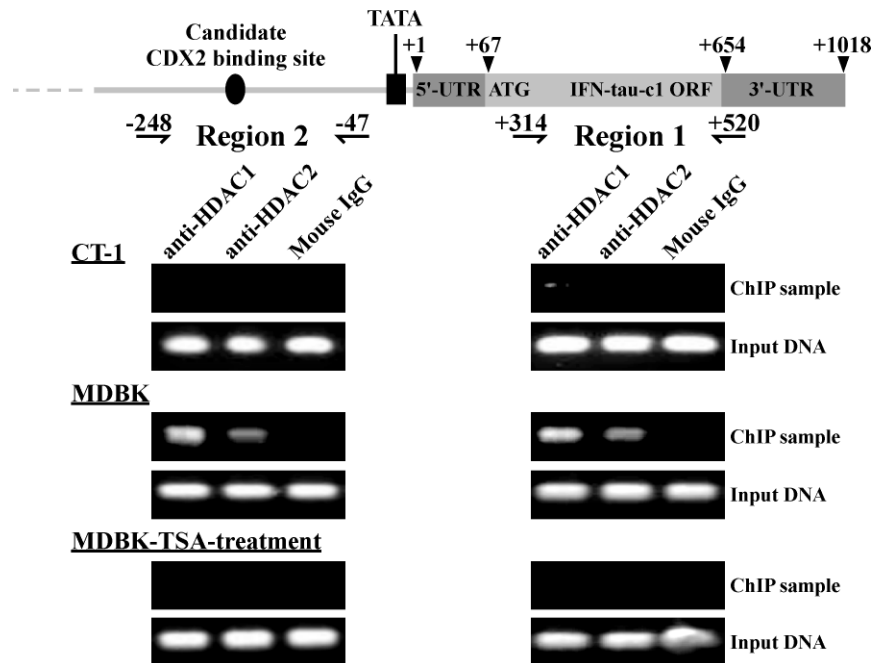 Candidate
CDX2 binding site
TATA
+1 +67 +654 +1018
5'-UTR ATG IFN-tau-c1 ORF 3'-UTR
-248 Region 2 -47 +314 Region 1 +520
anti-HDAC1 anti-HDAC2 Mouse IgG anti-HDAC1 anti-HDAC2 Mouse IgG
CT-1
ChIP sample
Input DNA
MDBK
ChIP sample
Input DNA
MDBK-TSA-treatment
ChIP sample
Input DNA